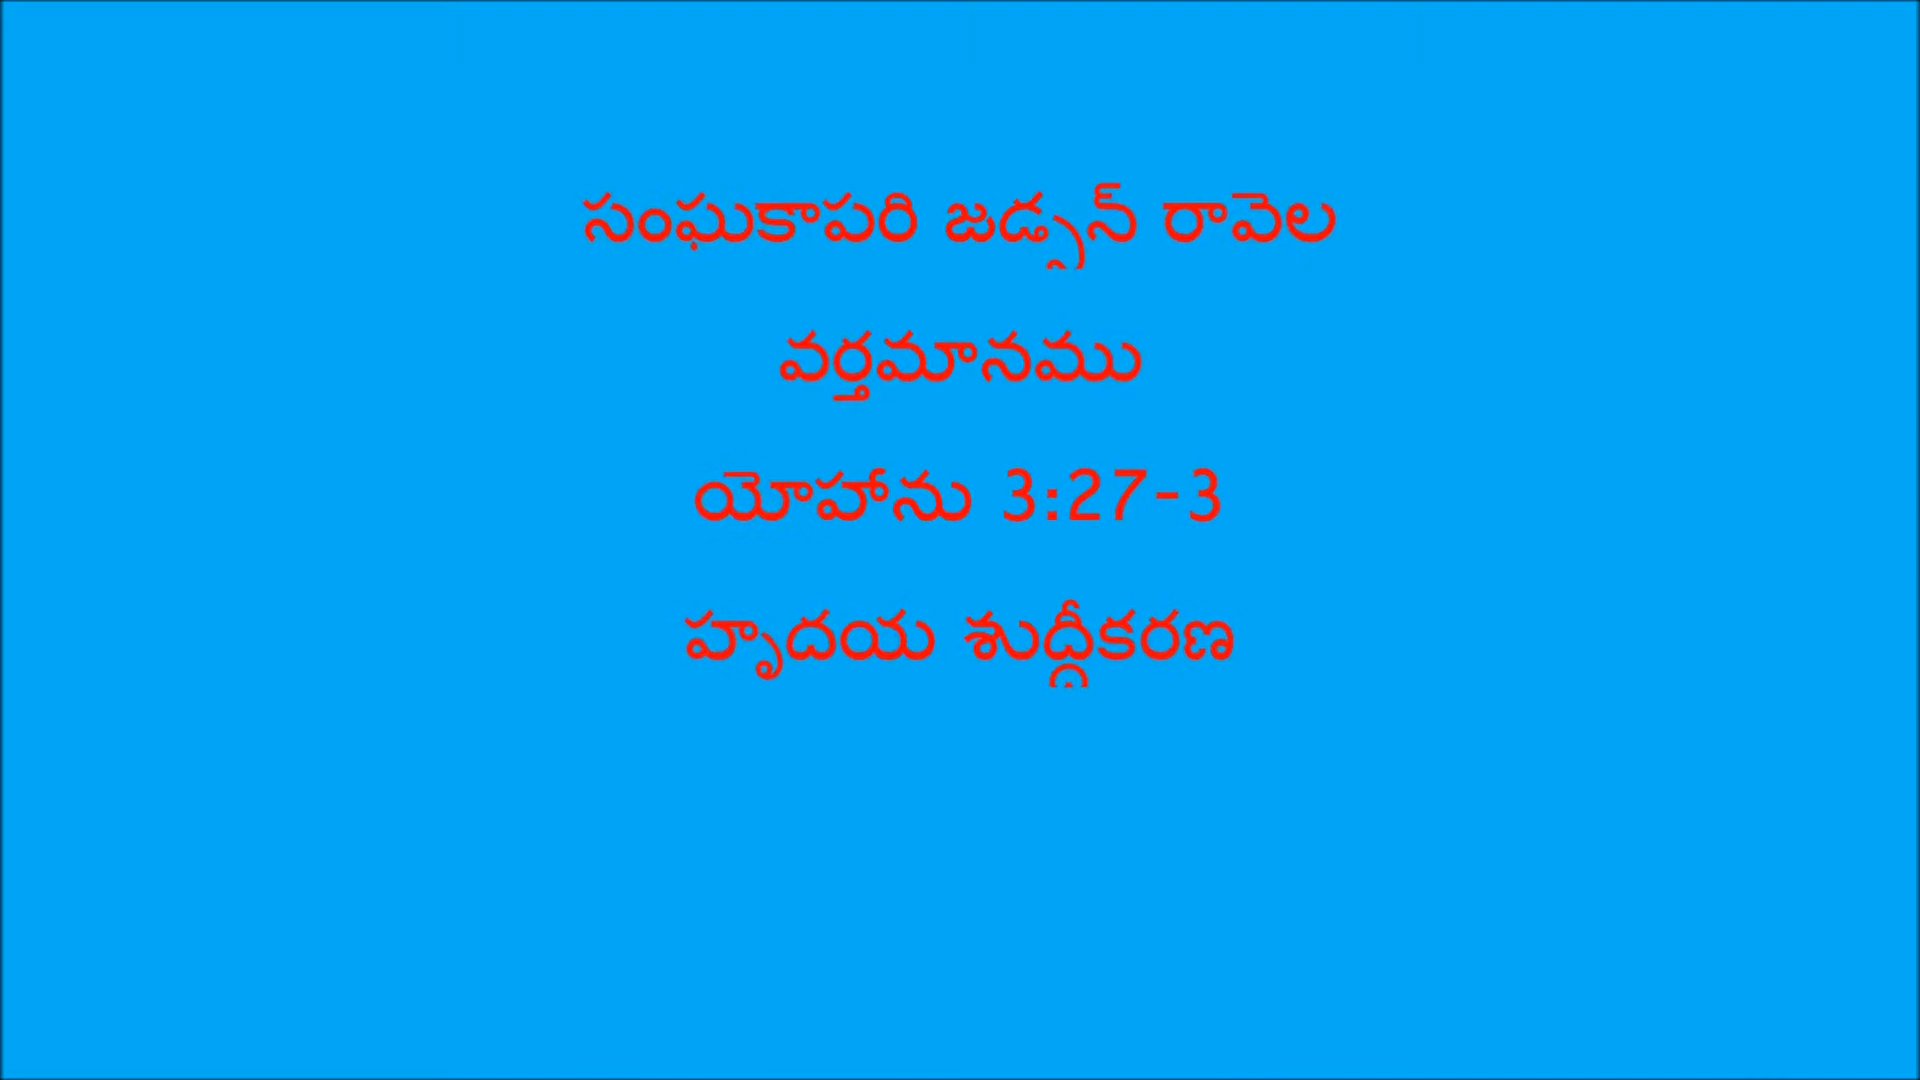 సంఘకాపరి జడ్సన్ రావెల
వర్తమానము
యోహాను 3:27-3
హృదయ శుద్ధీకరణ